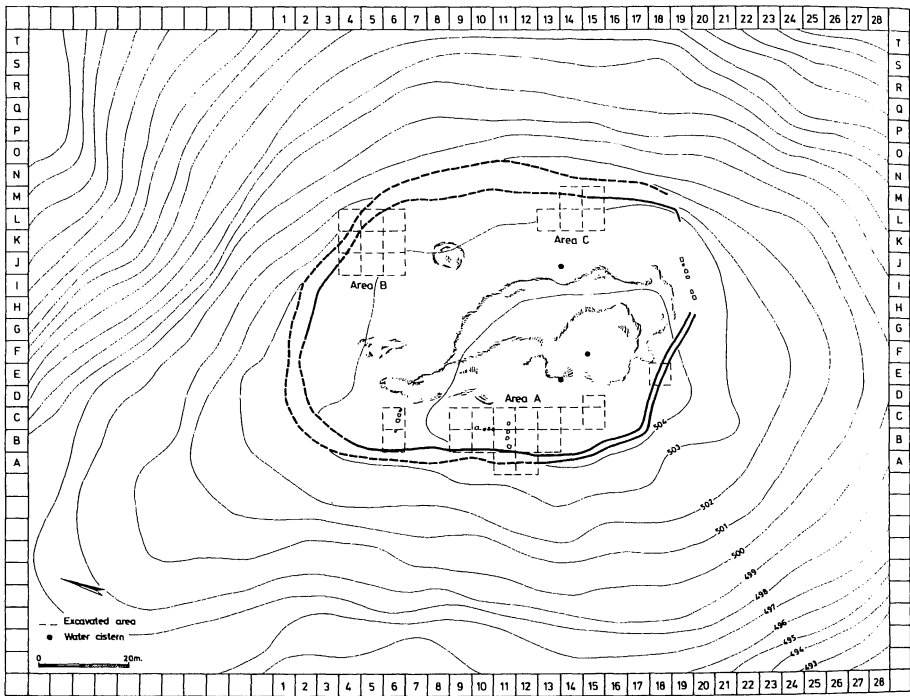 1 2 3 4 5 6 7 8 9 10 11 12 13 14 15 16 17 18 19 20 21 22 23 24 25 26 27 28
T T
S S
R R
Q Q
P P
O O
N N
M M
L L
K K
Area C
J J
Area B
I I
H H
G G
F F
E E
Area A
D D
C C
504
B B
503
A A
502
501
500
499
498
497
496
495
494
493
Excavated area
Water cistern
0 20m.
1 2 3 4 5 6 7 8 9 10 11 12 13 14 15 16 17 18 19 20 21 22 23 24 25 26 27 28